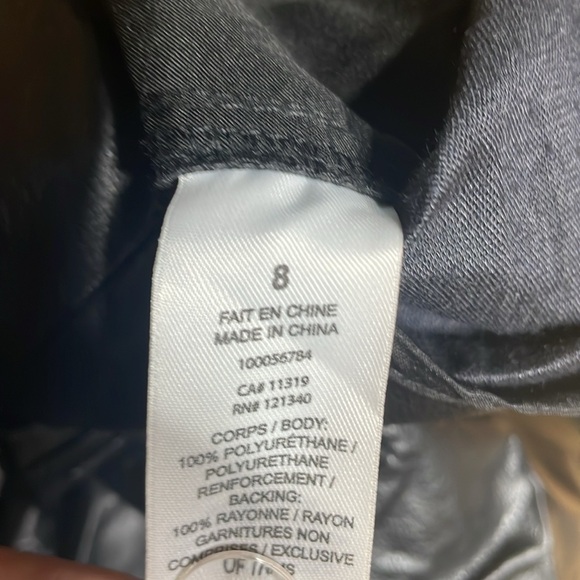 8
FAIT EN CHINE
MADE IN CHINA
100056784
CA# 11319
RN# 121340
CORPS / BODY:
100% POLYURÉTHANE /
POLYURETHANE
RENFORCEMENT /
BACKING:
100% RAYONNE / RAYON
GARNITURES NON
COMPRISES / EXCLUSIVE
OF